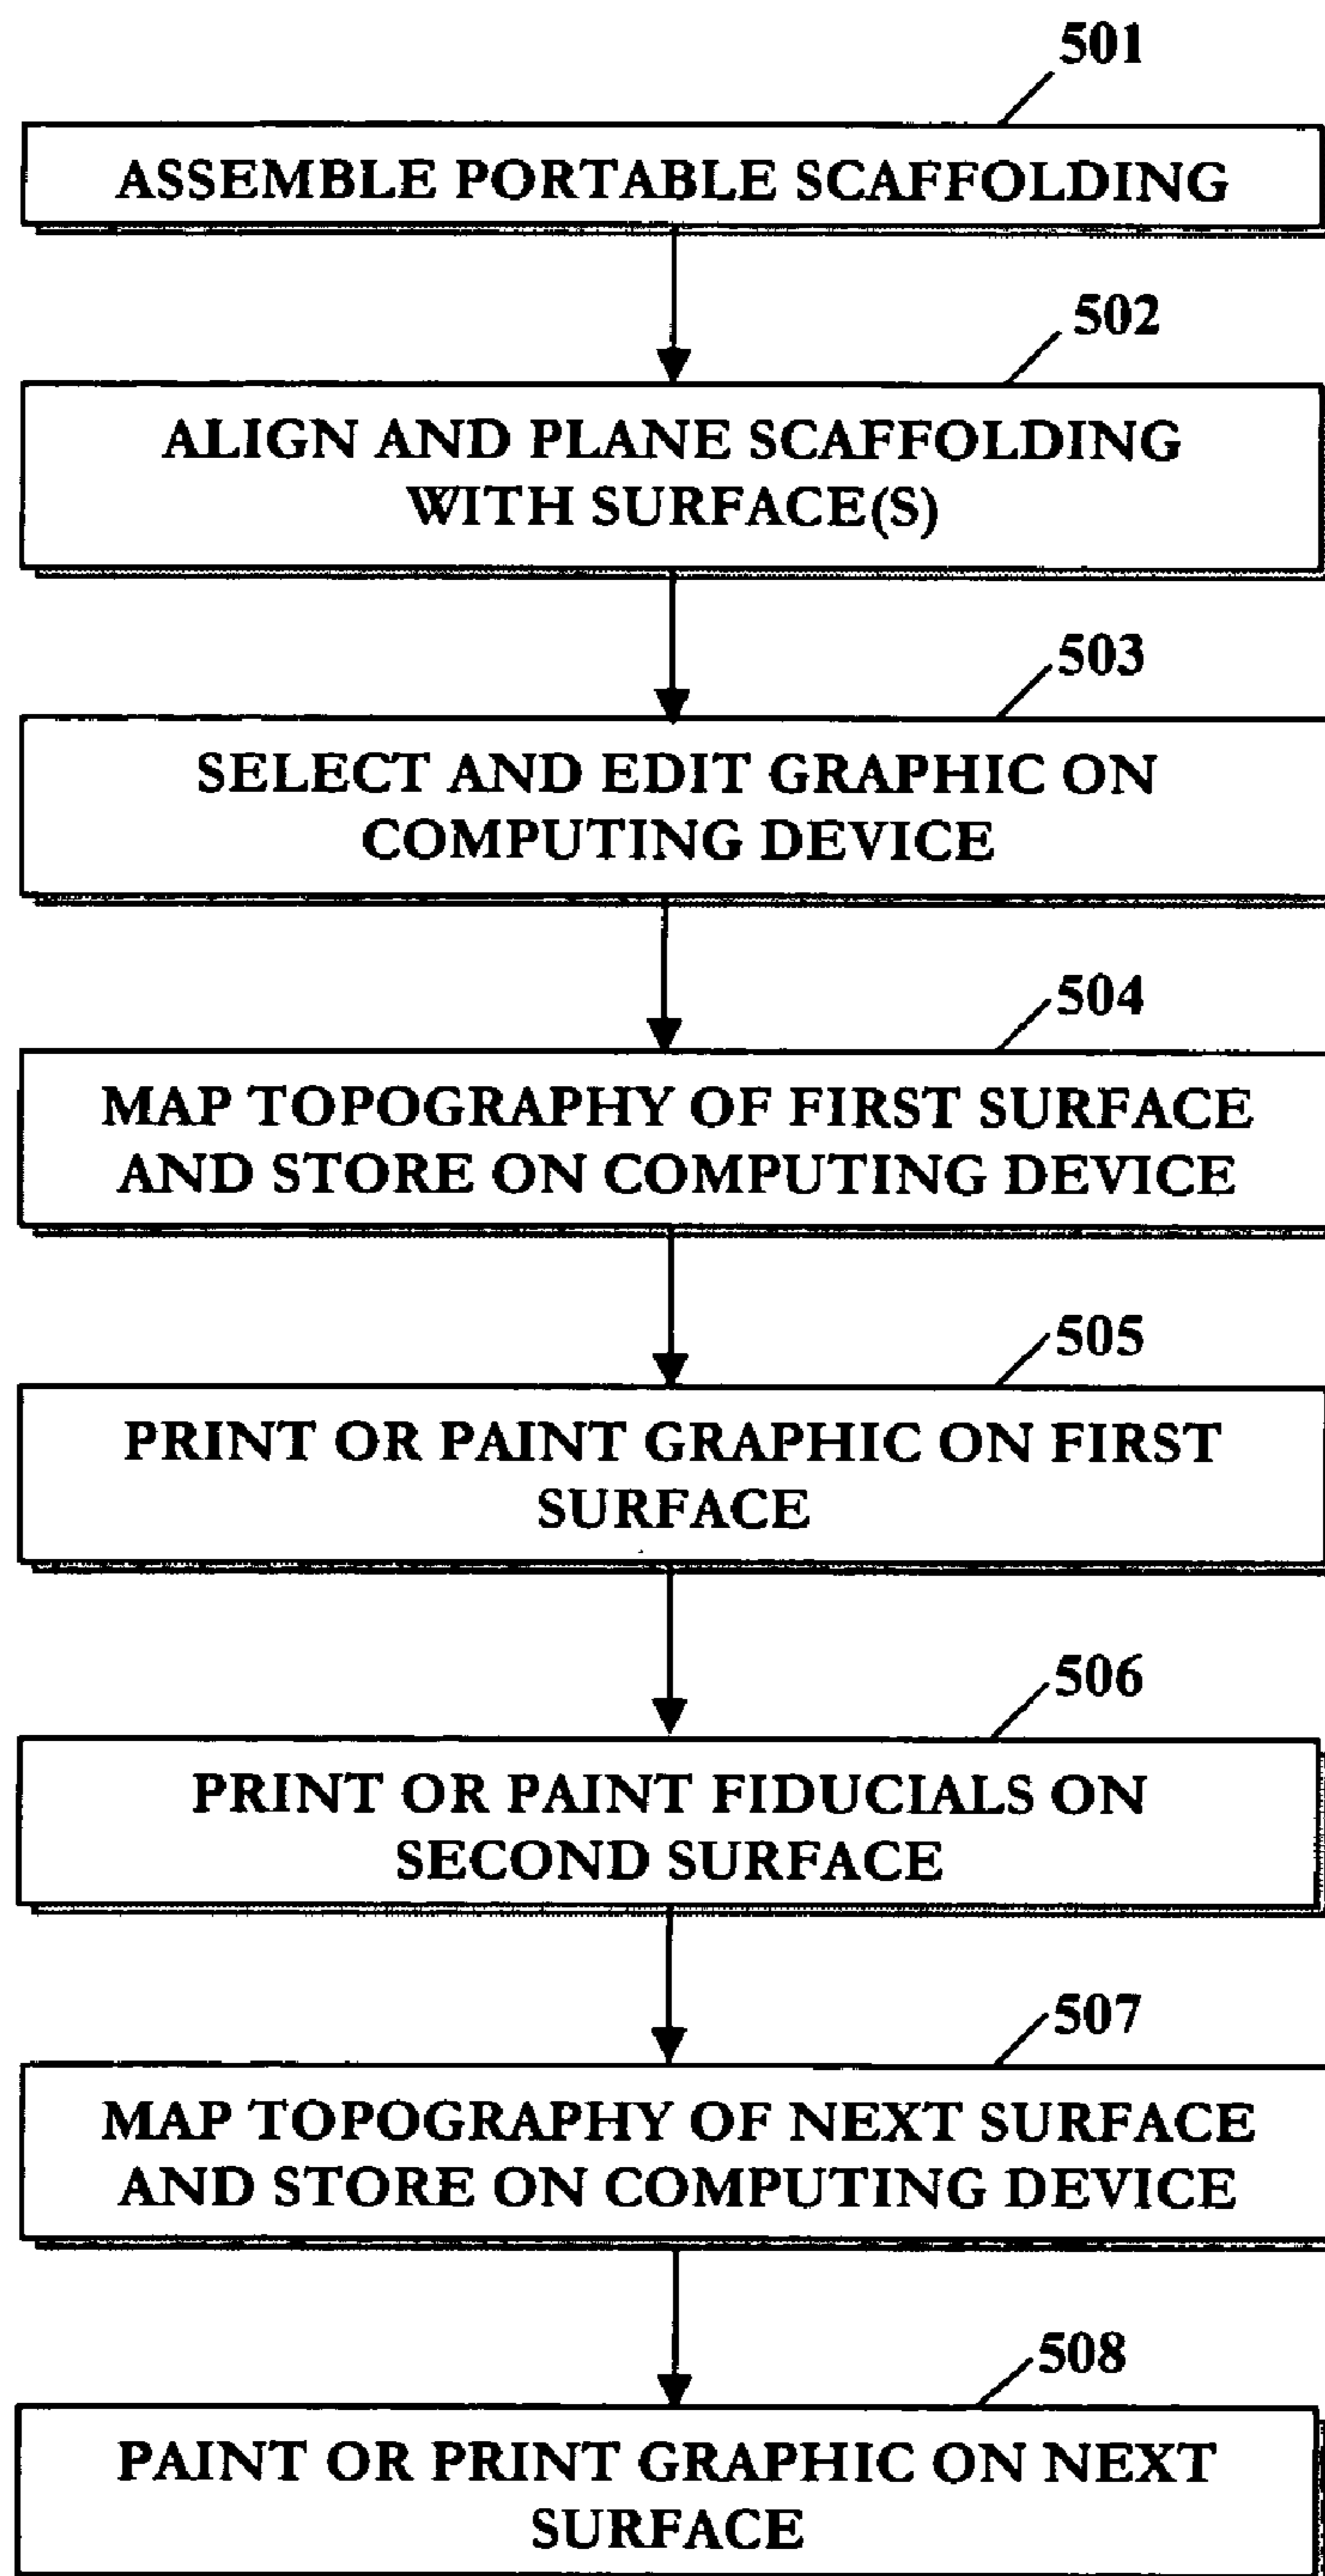 501
ASSEMBLE PORTABLE SCAFFOLDING
502
ALIGN AND PLANE SCAFFOLDING
WITH SURFACE(S)
503
SELECT AND EDIT GRAPHIC ON
COMPUTING DEVICE
504
MAP TOPOGRAPHY OF FIRST SURFACE
AND STORE ON COMPUTING DEVICE
505
PRINT OR PAINT GRAPHIC ON FIRST
SURFACE
506
PRINT OR PAINT FIDUCIALS ON
SECOND SURFACE
507
MAP TOPOGRAPHY OF NEXT SURFACE
AND STORE ON COMPUTING DEVICE
508
PAINT OR PRINT GRAPHIC ON NEXT
SURFACE